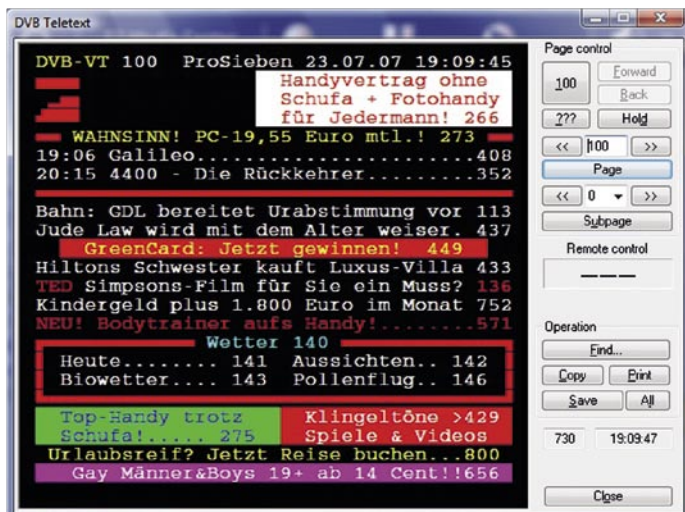 DVB Teletext
DVB-VT 100 ProSieben 23.07.07 19:09:45
Handyvertrag ohne
Schufa + Fotohandy
für Jedermann! 266
WAHNSINN! PC-19,55 Euro mtl.! 273
19:06 Galileo....................408
20:15 4400 - Die Rückkehrer.........352
Bahn: GDL bereitet Urabstimmung vor 113
Jude Law wird mit dem Alter weiser. 437
GreenCard: Jetzt gewinnen! 449
Hiltons Schwester kauft Luxus-Villa 433
TED Simpsons-Film für Sie ein Muss? 136
Kindergeld plus 1.800 Euro im Monat 752
NEU! Bodytrainer aufs Handy!........571
Wetter 140
Heute........ 141 Aussichten.. 142
Biowetter.... 143 Pollenflug.. 146
Top-Handy trotz
Schufa!..... 275
Klingeltöne >429
Spiele & Videos
Urlaubsreif? Jetzt Reise buchen...800
Gay Männer&Boys 19+ ab 14 Cent!!656
Page control
100
Forward
Back
???
Hold
<< 100 >>
Page
<< 0 >>
Subpage
Remote control
---
Operation
Find...
Copy Print
Save All
730 19:09:47
Close